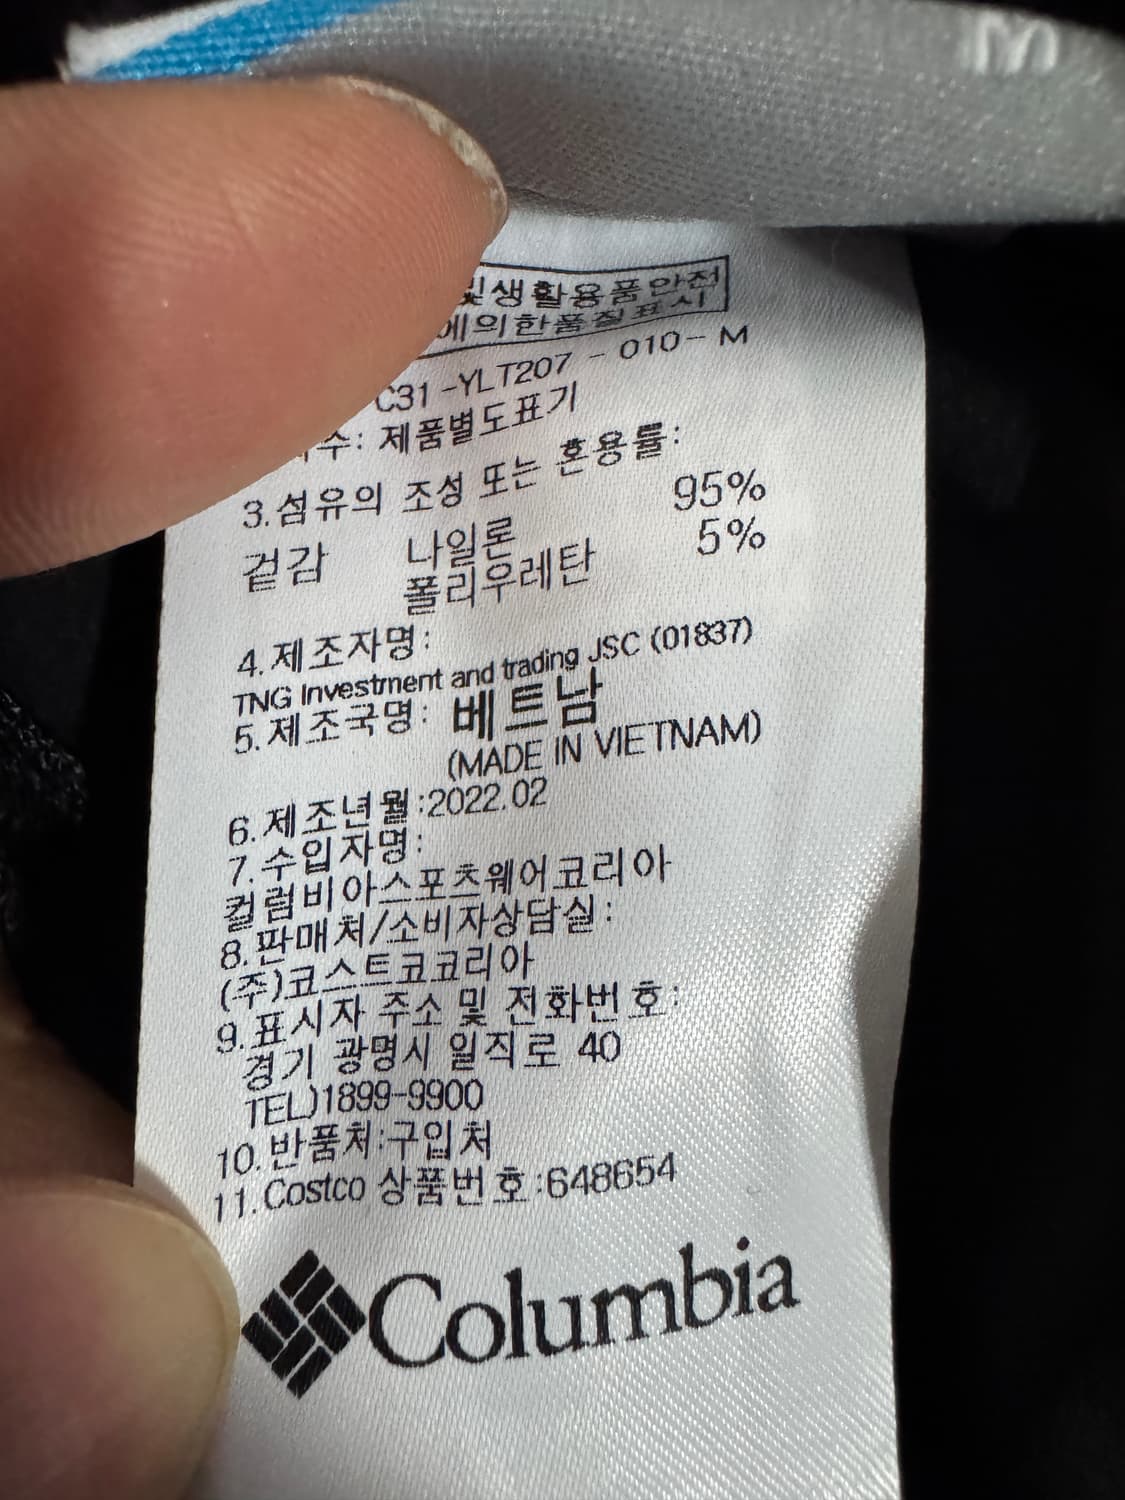 M
및생활용품안전
에의한품질표시
C31-YLT207-010-M
수: 제품별도표기
3.섬유의 조성 또는 혼용률:
겉감 나일론 95%
폴리우레탄 5%
4.제조자명:
TNG Investment and trading JSC (01837)
5.제조국명: 베트남
(MADE IN VIETNAM)
6.제조년월:2022.02
7.수입자명:
컬럼비아스포츠웨어코리아
8.판매처/소비자상담실:
(주)코스트코코리아
9.표시자 주소 및 전화번호:
경기 광명시 일직로 40
TEL)1899-9900
10.반품처:구입처
11.Costco 상품번호:648654
Columbia